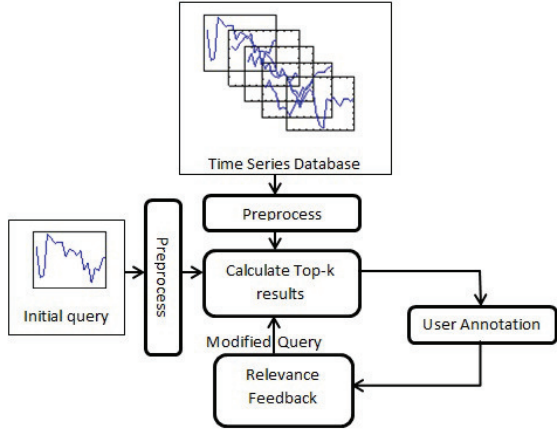 Time Series Database
Preprocess
Preprocess
Calculate Top-k
results
Initial query
User Annotation
Modified Query
Relevance
Feedback